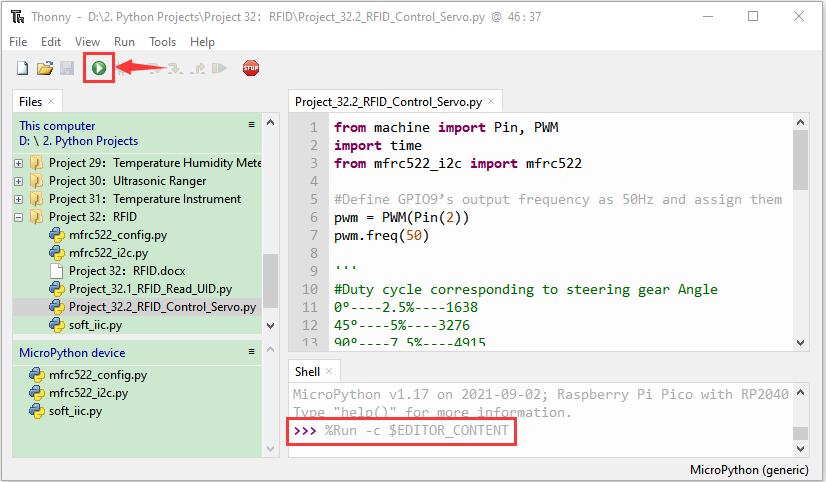 Thonny - D:\2. Python Projects\Project 32: RFID\Project_32.2_RFID_Control_Servo.py @ 46 : 37
File Edit View Run Tools Help
STOP
Files
This computer
D: \ 2. Python Projects
Project 29: Temperature Humidity Mete
Project 30: Ultrasonic Ranger
Project 31: Temperature Instrument
Project 32: RFID
mfrc522_config.py
mfrc522_i2c.py
Project 32: RFID.docx
Project_32.1_RFID_Read_UID.py
Project_32.2_RFID_Control_Servo.py
soft_iic.py
MicroPython device
mfrc522_config.py
mfrc522_i2c.py
soft_iic.py
Project_32.2_RFID_Control_Servo.py
1 from machine import Pin, PWM
2 import time
3 from mfrc522_i2c import mfrc522
4
5 #Define GPIO9’s output frequency as 50Hz and assign them
6 pwm = PWM(Pin(2))
7 pwm.freq(50)
8
9 '''
10 #Duty cycle corresponding to steering gear Angle
11 0°----2.5%----1638
12 45°----5%----3276
13 90°----7.5%----4915
Shell
MicroPython v1.17 on 2021-09-02; Raspberry Pi Pico with RP2040
Type "help()" for more information.
>>> %Run -c $EDITOR_CONTENT
MicroPython (generic)